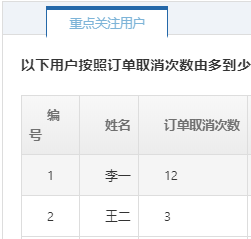 重点关注用户
以下用户按照订单取消次数由多到少
编号 姓名 订单取消次数
1 李一 12
2 王二 3